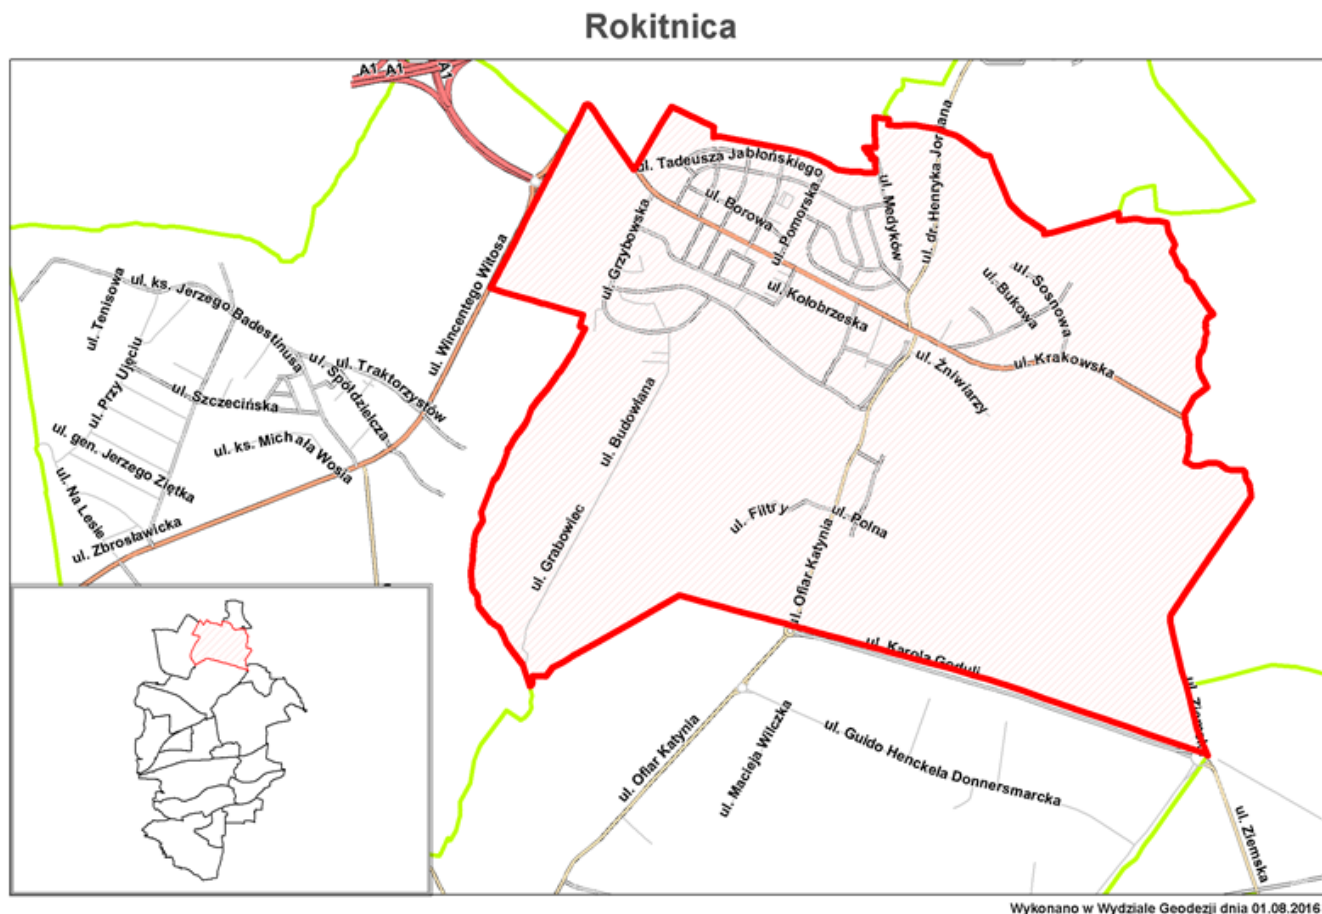 Rokitnica
A1
A1
A1
ul. Tadeusza Jabłońskiego
ul. dr. Henryka Jordana
ul. Medyków
ul. Borowa
ul. Pomorska
ul. Grzybowska
ul. Wincentego Witosa
ul. Kołobrzeska
ul. Sosnowa
ul. Bukowa
ul. Tenisowa
ul. ks. Jerzego Badestinusa
ul. Przy Ujęciu
ul. Szczecińska
ul. Spółdzielcza
ul. Traktorzystów
ul. Żniwiarzy
ul. Krakowska
ul. gen. Jerzego Ziętka
ul. ks. Michała Wosia
ul. Na Lesie
ul. Zbrosławicka
ul. Budowlana
ul. Grabowiec
ul. Filtry
ul. Polna
ul. Ofiar Katynia
ul. Karola Goduli
ul. Ziemska
ul. Ofiar Katynia
ul. Macieja Wilczka
ul. Guido Henckela Donnersmarcka
ul. Ziemska
Wykonano w Wydziale Geodezji dnia 01.08.2016